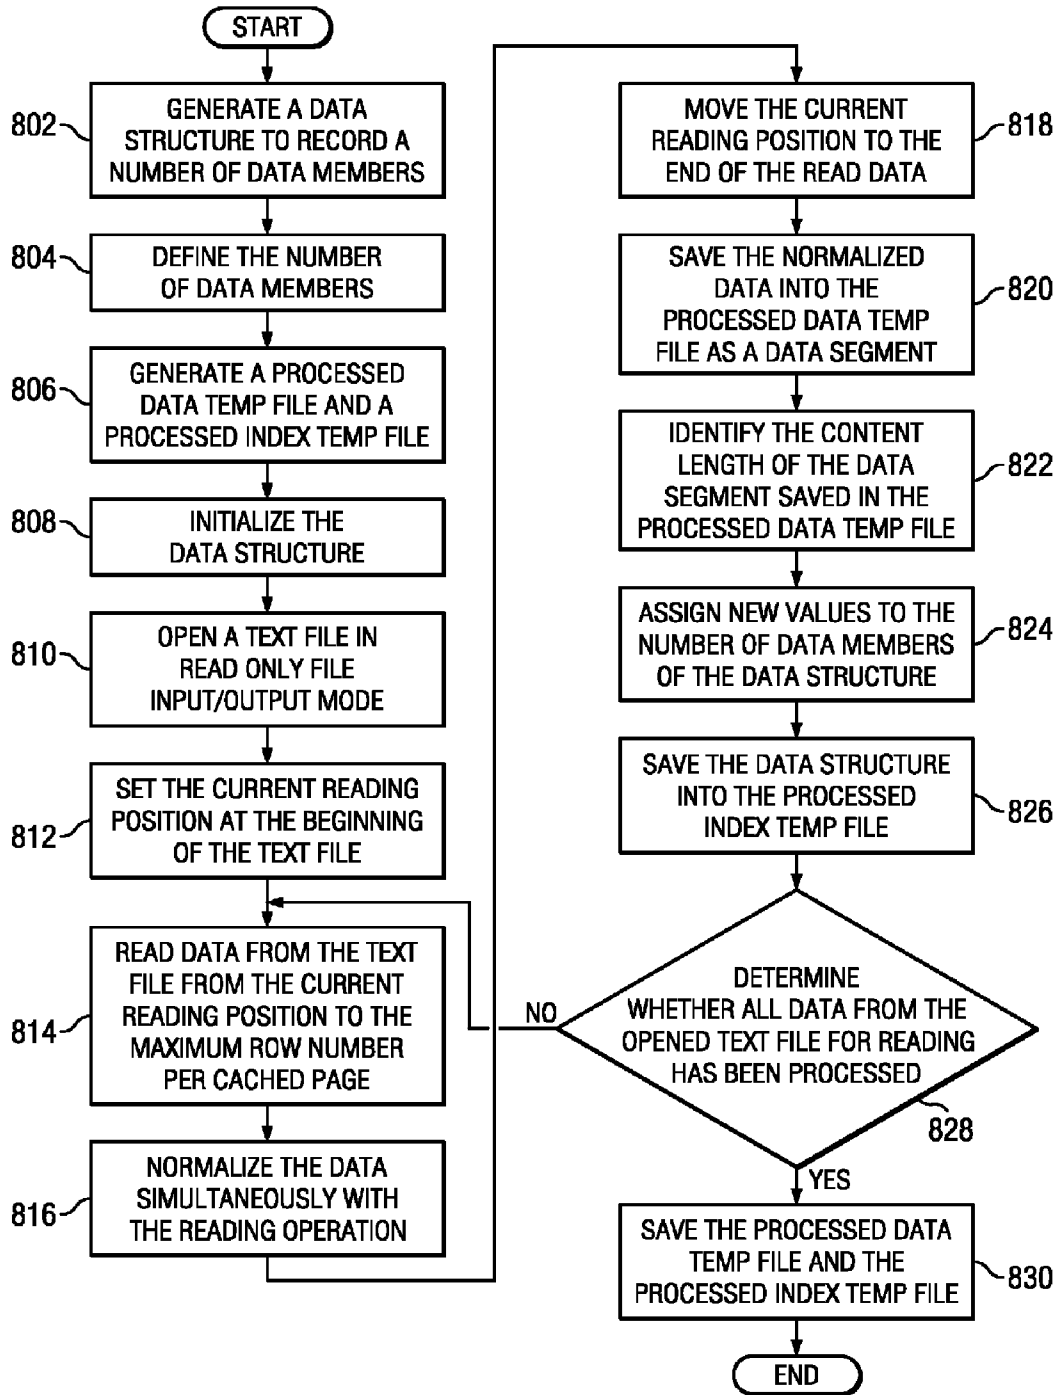 START
802
GENERATE A DATA
STRUCTURE TO RECORD A
NUMBER OF DATA MEMBERS
804
DEFINE THE NUMBER
OF DATA MEMBERS
806
GENERATE A PROCESSED
DATA TEMP FILE AND A
PROCESSED INDEX TEMP FILE
808
INITIALIZE THE
DATA STRUCTURE
810
OPEN A TEXT FILE IN
READ ONLY FILE
INPUT/OUTPUT MODE
812
SET THE CURRENT READING
POSITION AT THE BEGINNING
OF THE TEXT FILE
814
READ DATA FROM THE TEXT
FILE FROM THE CURRENT
READING POSITION TO THE
MAXIMUM ROW NUMBER
PER CACHED PAGE
816
NORMALIZE THE DATA
SIMULTANEOUSLY WITH
THE READING OPERATION
MOVE THE CURRENT
READING POSITION TO THE
END OF THE READ DATA
818
SAVE THE NORMALIZED
DATA INTO THE
PROCESSED DATA TEMP
FILE AS A DATA SEGMENT
820
IDENTIFY THE CONTENT
LENGTH OF THE DATA
SEGMENT SAVED IN THE
PROCESSED DATA TEMP FILE
822
ASSIGN NEW VALUES TO THE
NUMBER OF DATA MEMBERS
OF THE DATA STRUCTURE
824
SAVE THE DATA STRUCTURE
INTO THE PROCESSED
INDEX TEMP FILE
826
DETERMINE
WHETHER ALL DATA FROM THE
OPENED TEXT FILE FOR READING
HAS BEEN PROCESSED
828
NO
YES
SAVE THE PROCESSED DATA
TEMP FILE AND THE
PROCESSED INDEX TEMP FILE
830
END